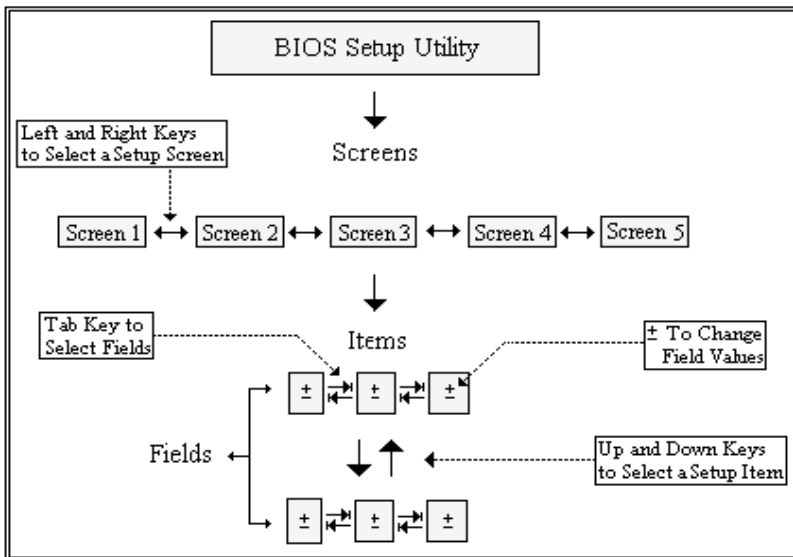 BIOS Setup Utility
Left and Right Keys
to Select a Setup Screen
Screens
Screen 1
Screen 2
Screen 3
Screen 4
Screen 5
Tab Key to
Select Fields
Items
± To Change
Field Values
± ± ±
Fields
Up and Down Keys
to Select a Setup Item
± ± ±